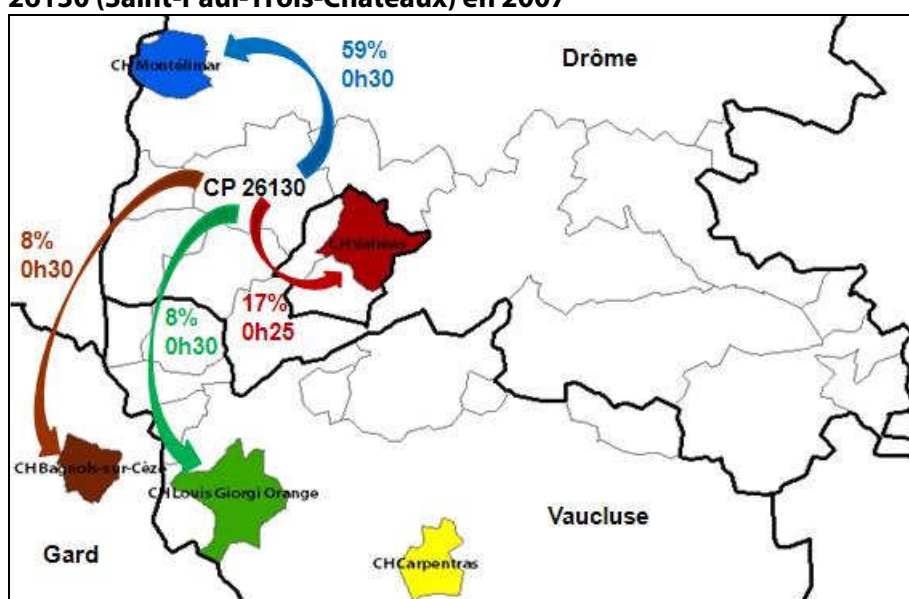 26130 (Saint-Paul-Trois-Châteaux) en 2007
CH Montélimar
59%
0h30
Drôme
CP 26130
CH Valréas
8%
0h30
17%
0h25
8%
0h30
CH Bagnols-sur-Cèze
CH Louis Giorgi Orange
Vaucluse
Gard
CH Carpentras